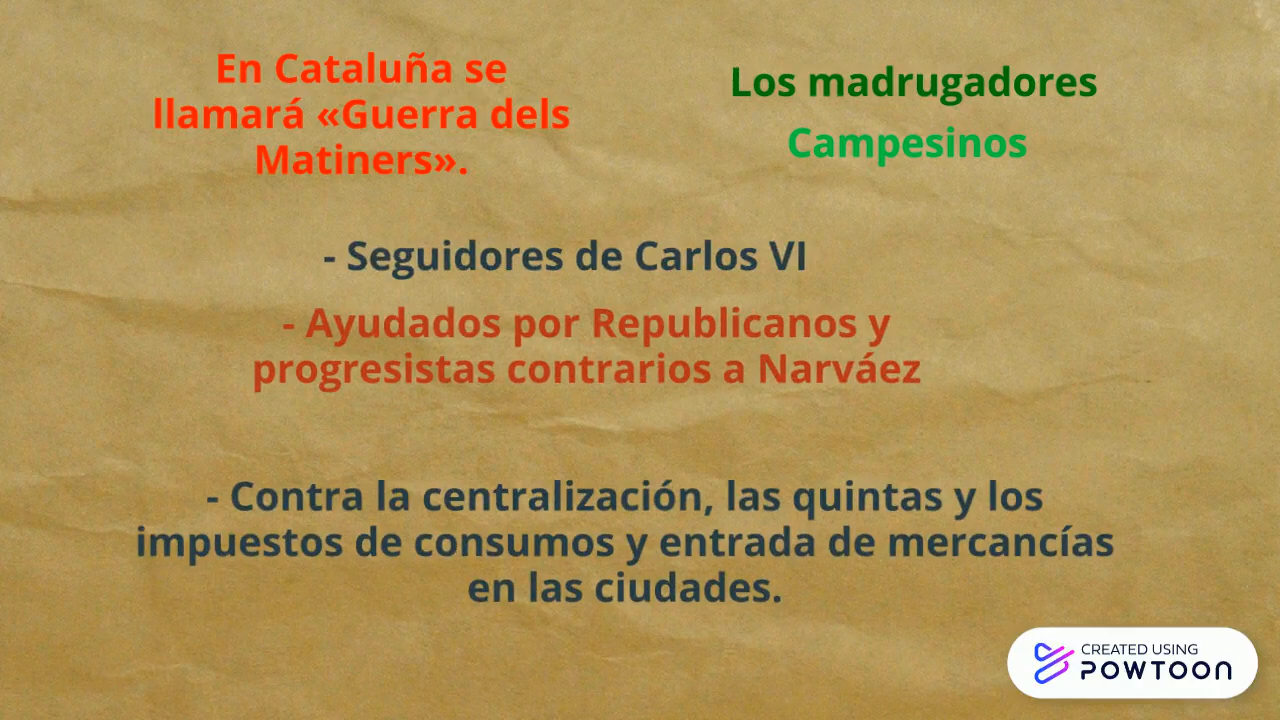 En Cataluña se
llamará «Guerra dels
Matiners».
Los madrugadores
Campesinos
- Seguidores de Carlos VI
- Ayudados por Republicanos y
progresistas contrarios a Narváez
- Contra la centralización, las quintas y los
impuestos de consumos y entrada de mercancías
en las ciudades.
CREATED USING
POWTOON